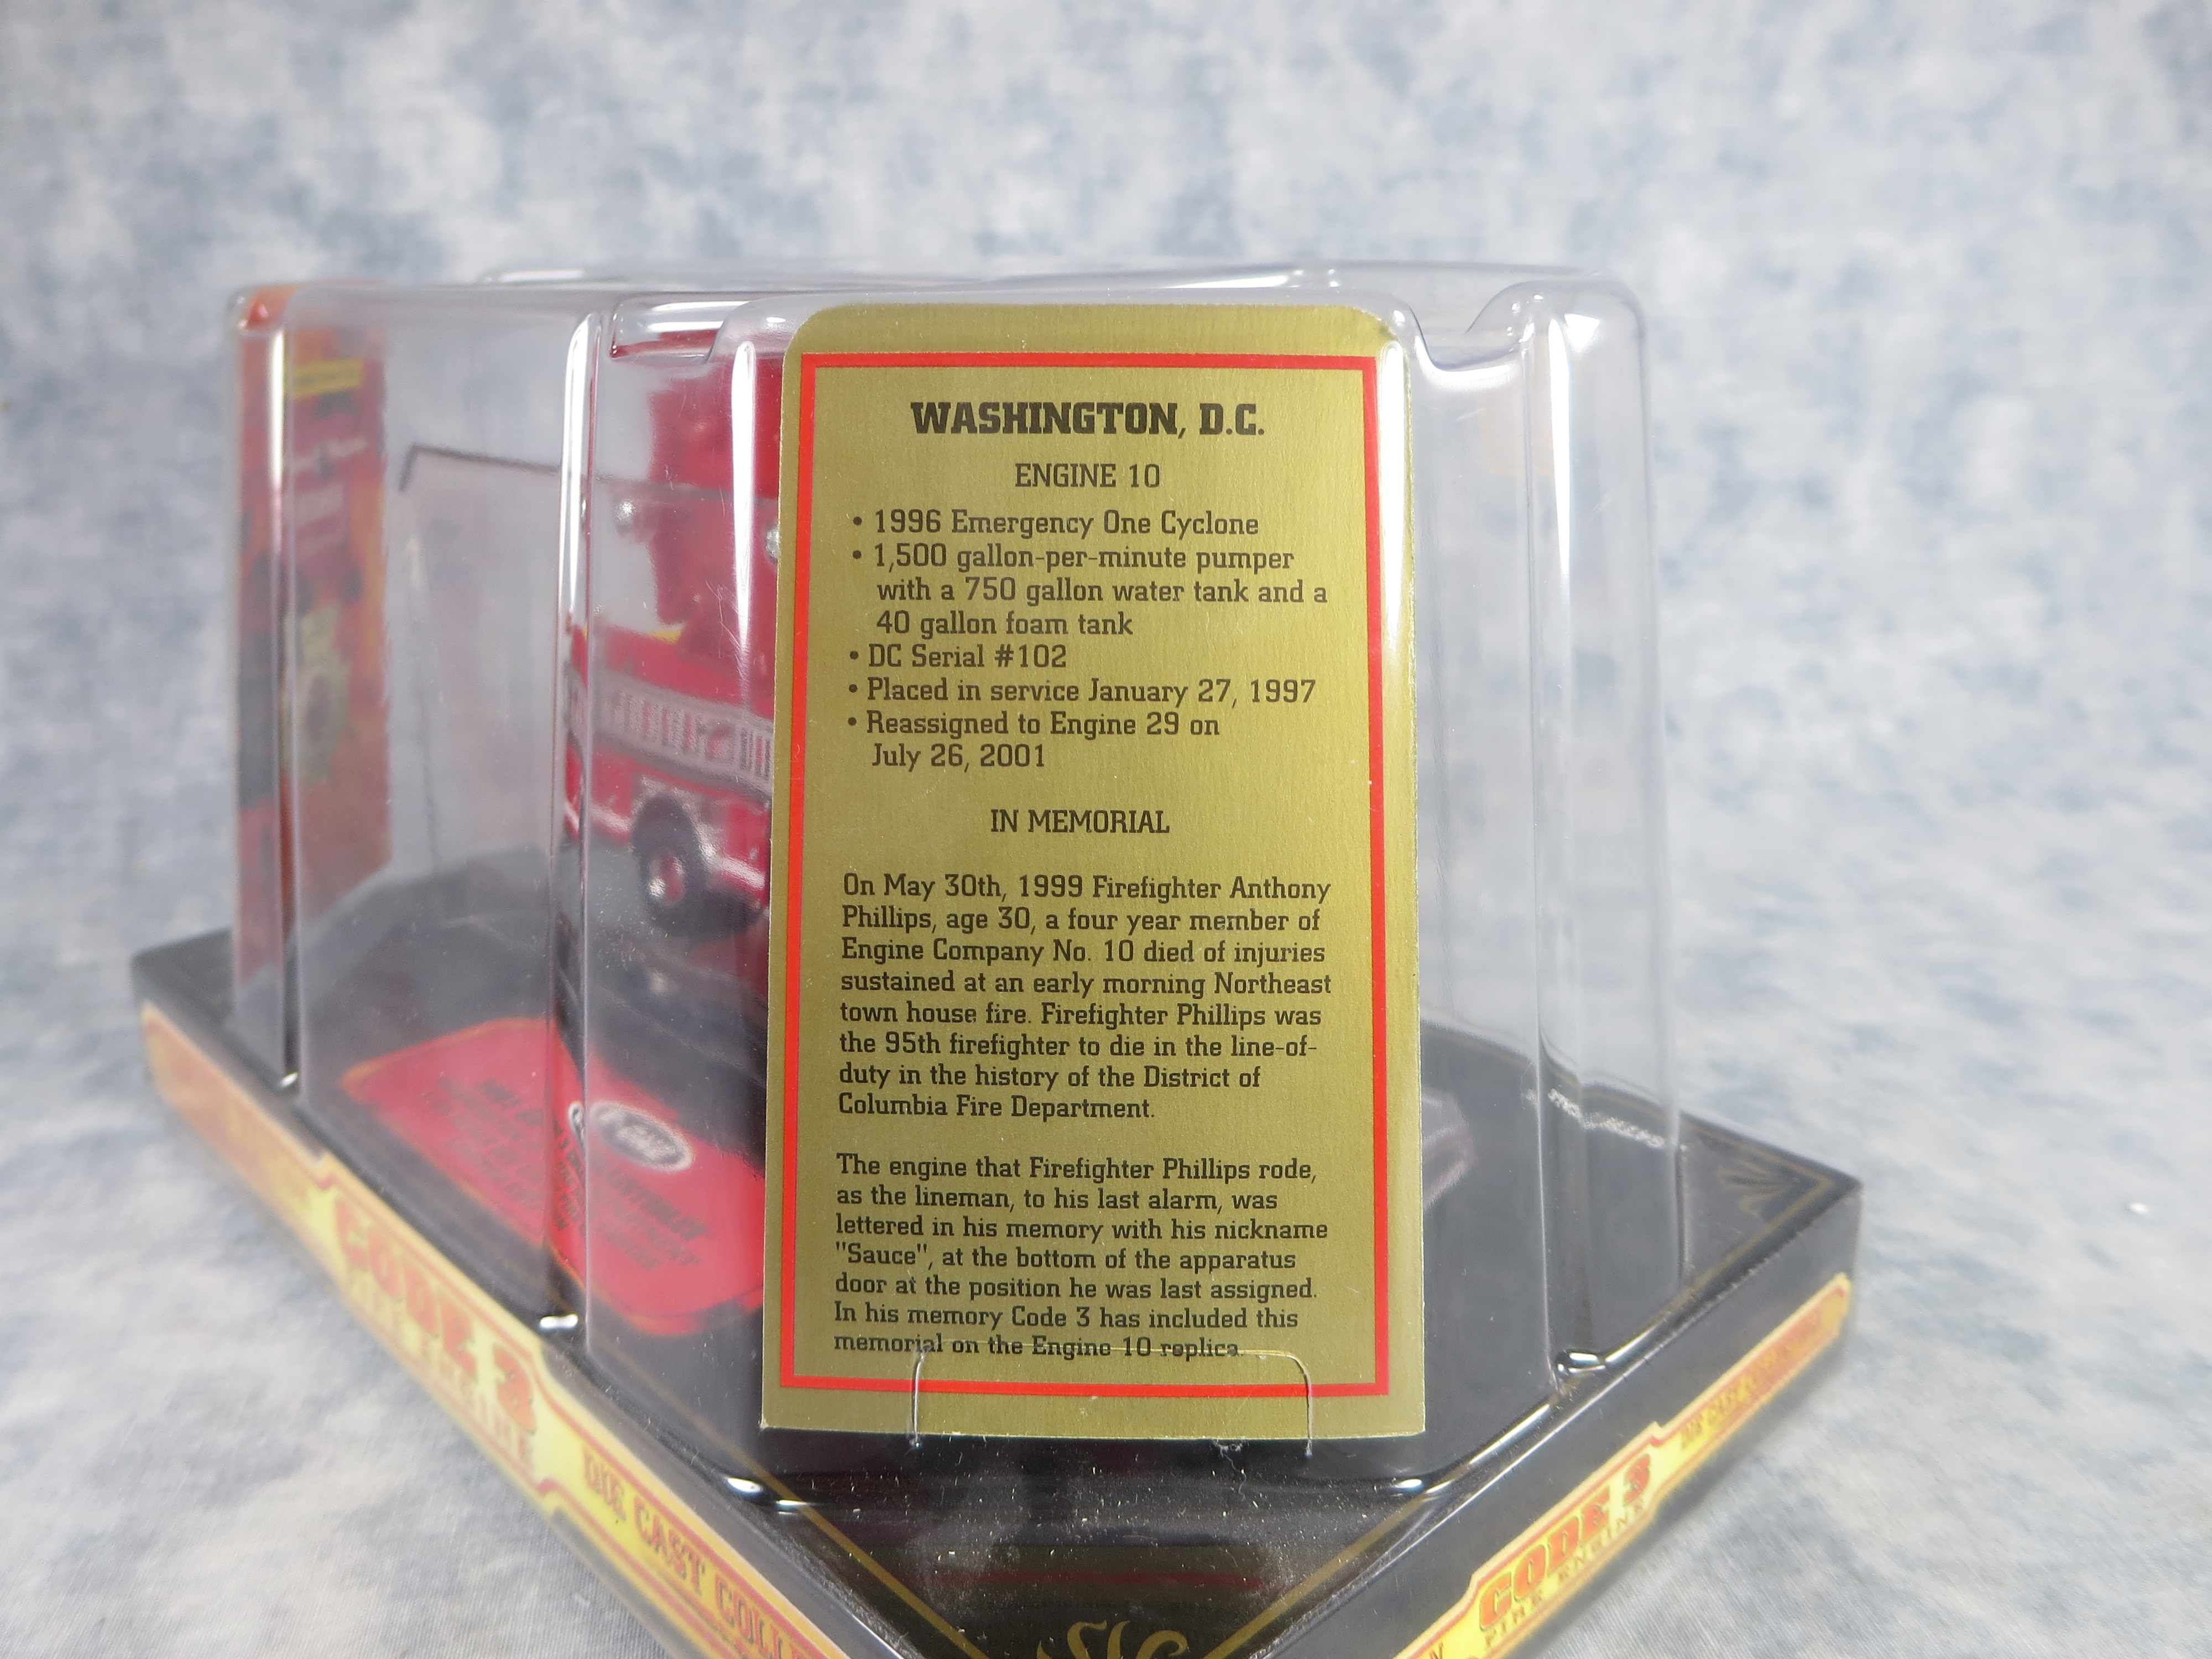 WASHINGTON, D.C.
ENGINE 10
• 1996 Emergency One Cyclone
• 1,500 gallon-per-minute pumper
with a 750 gallon water tank and a
40 gallon foam tank
• DC Serial #102
• Placed in service January 27, 1997
• Reassigned to Engine 29 on
July 26, 2001
IN MEMORIAL
On May 30th, 1999 Firefighter Anthony
Phillips, age 30, a four year member of
Engine Company No. 10 died of injuries
sustained at an early morning Northeast
town house fire. Firefighter Phillips was
the 95th firefighter to die in the line-of-
duty in the history of the District of
Columbia Fire Department.
The engine that Firefighter Phillips rode,
as the lineman, to his last alarm, was
lettered in his memory with his nickname
"Sauce", at the bottom of the apparatus
door at the position he was last assigned.
In his memory Code 3 has included this
memorial on the Engine 10 replica.
CODE 3
FIRE ENGINE
DIE CAST
CODE 3
FIRE ENGINE